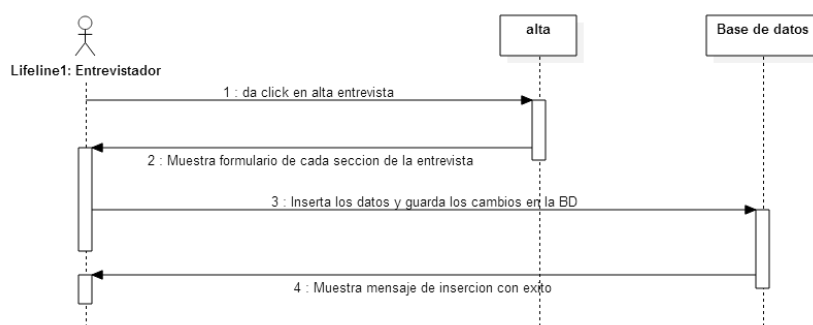 alta
Base de datos
Lifeline1: Entrevistador
1 : da click en alta entrevista
2 : Muestra formulario de cada seccion de la entrevista
3 : Inserta los datos y guarda los cambios en la BD
4 : Muestra mensaje de insercion con exito